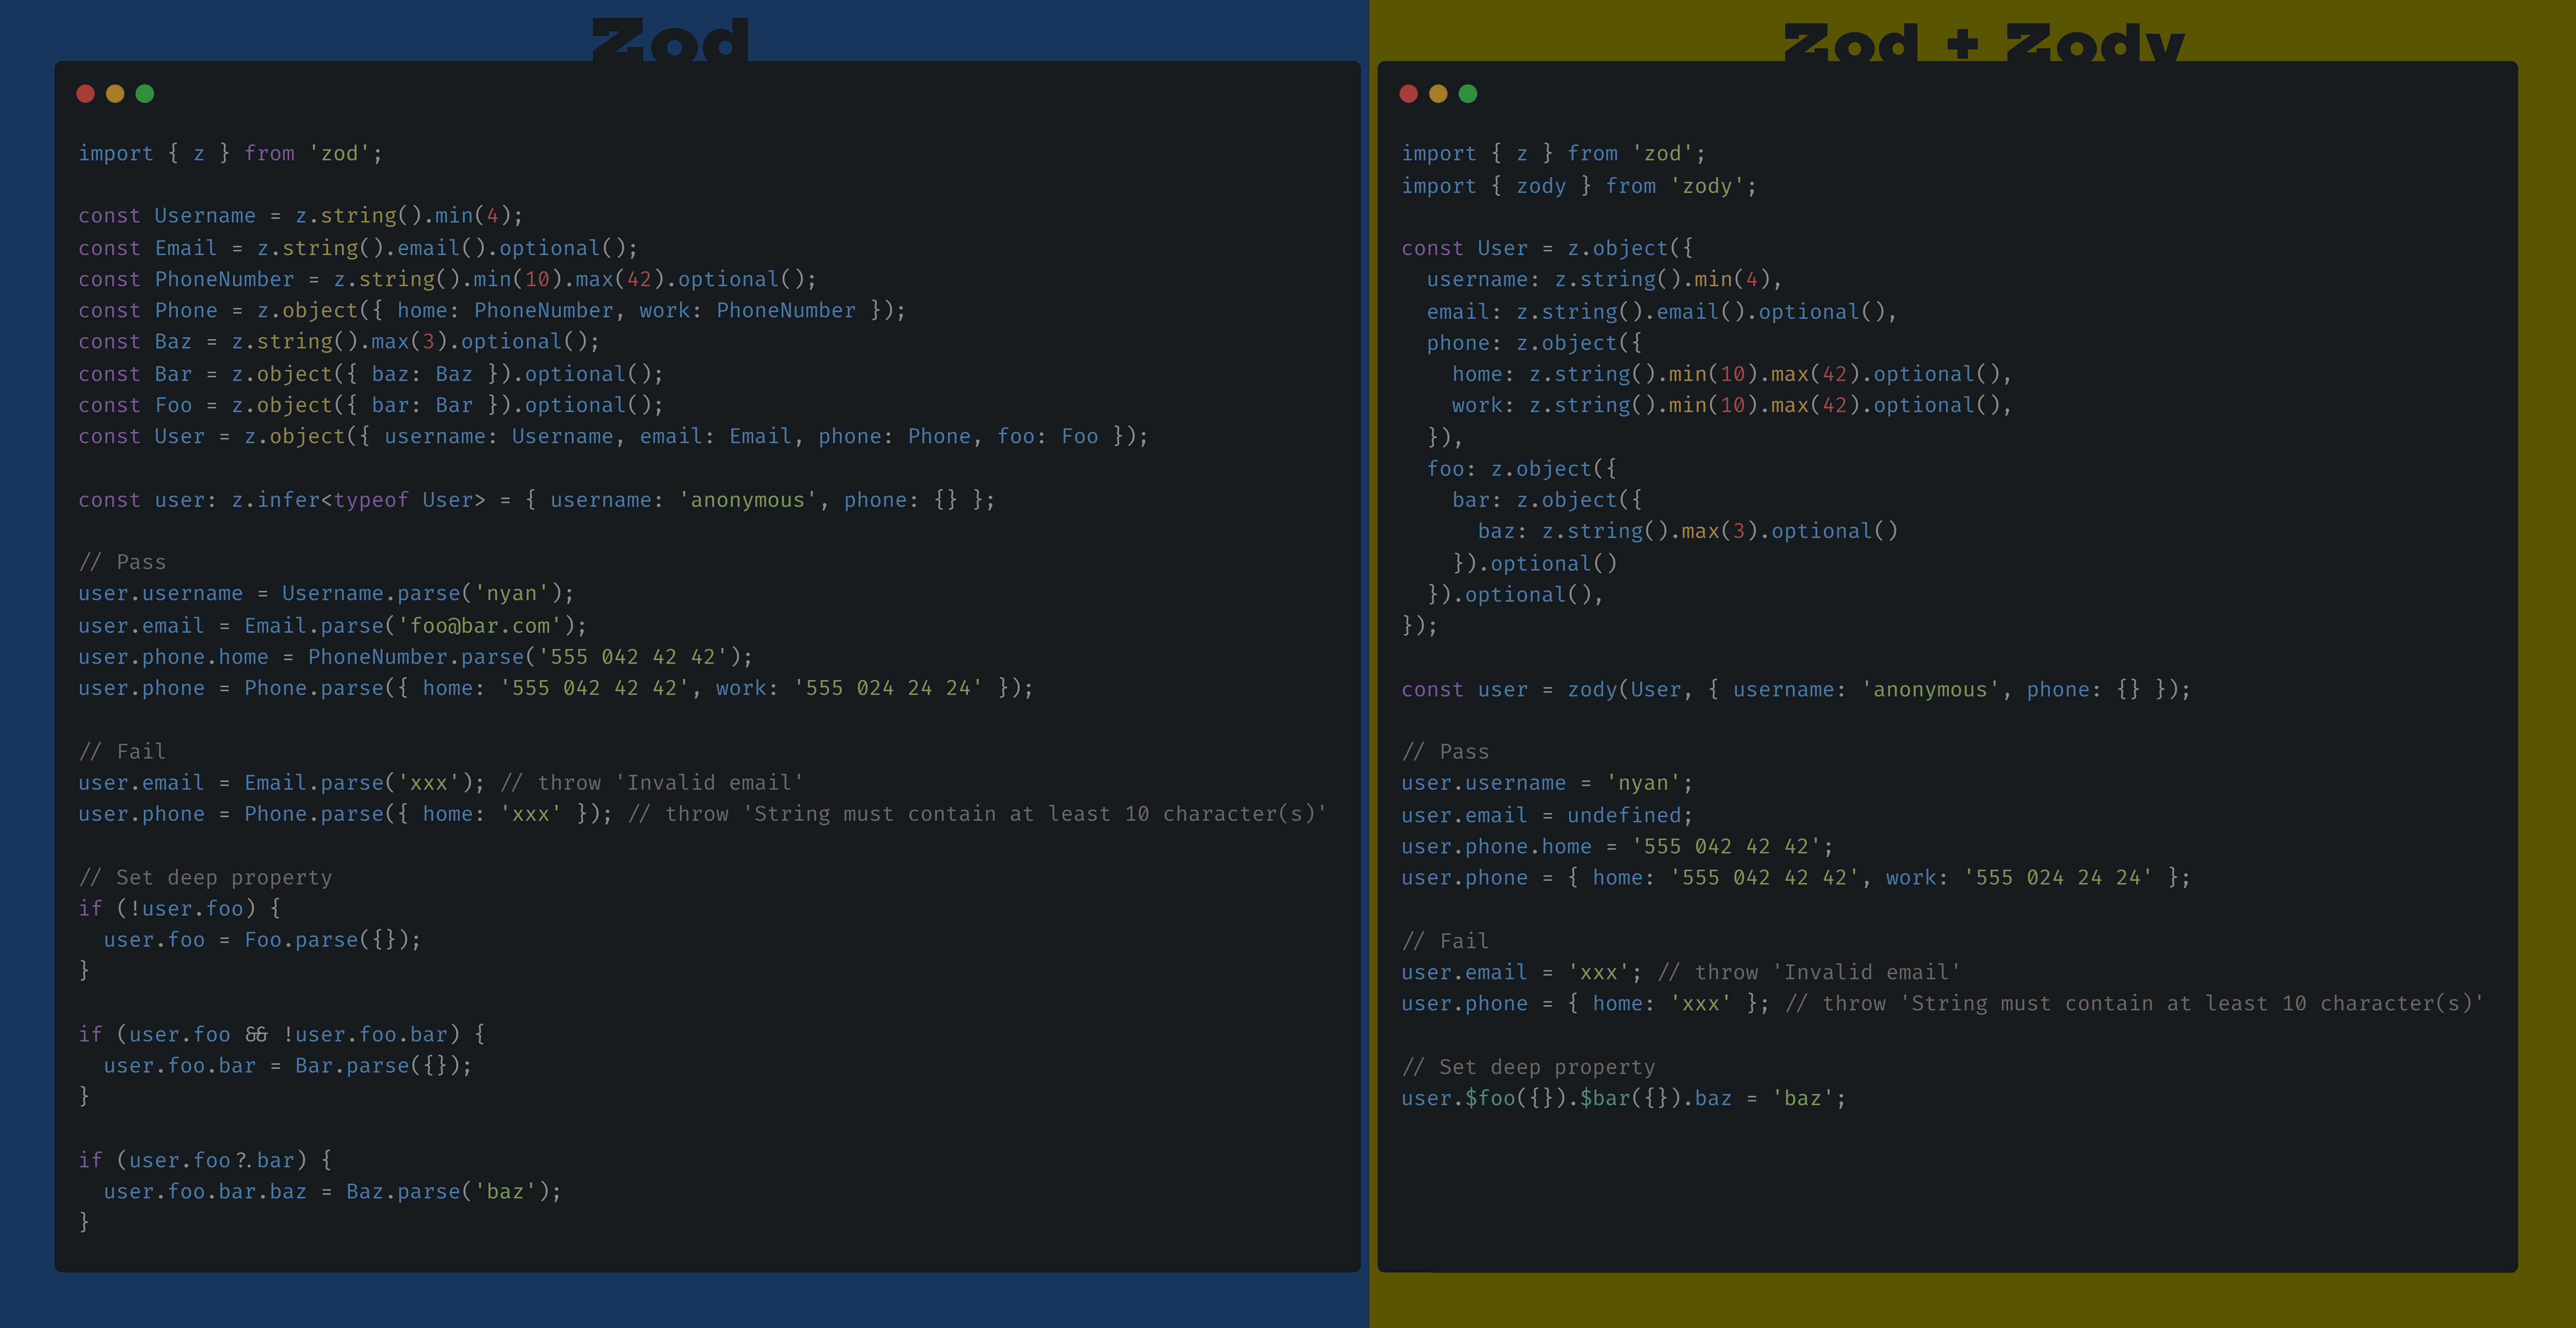 Zod
import { z } from 'zod';
const Username = z.string().min(4);
const Email = z.string().email().optional();
const PhoneNumber = z.string().min(10).max(42).optional();
const Phone = z.object({ home: PhoneNumber, work: PhoneNumber });
const Baz = z.string().max(3).optional();
const Bar = z.object({ baz: Baz }).optional();
const Foo = z.object({ bar: Bar }).optional();
const User = z.object({ username: Username, email: Email, phone: Phone, foo: Foo });
const user: z.infer<typeof User> = { username: 'anonymous', phone: {} };
// Pass
user.username = Username.parse('nyan');
user.email = Email.parse('foo@bar.com');
user.phone.home = PhoneNumber.parse('555 042 42 42');
user.phone = Phone.parse({ home: '555 042 42 42', work: '555 024 24 24' });
// Fail
user.email = Email.parse('xxx'); // throw 'Invalid email'
user.phone = Phone.parse({ home: 'xxx' }); // throw 'String must contain at least 10 character(s)'
// Set deep property
if (!user.foo) {
  user.foo = Foo.parse({});
}
if (user.foo && !user.foo.bar) {
  user.foo.bar = Bar.parse({});
}
if (user.foo?.bar) {
  user.foo.bar.baz = Baz.parse('baz');
}
Zod + Zody
import { z } from 'zod';
import { zody } from 'zody';
const User = z.object({
  username: z.string().min(4),
  email: z.string().email().optional(),
  phone: z.object({
    home: z.string().min(10).max(42).optional(),
    work: z.string().min(10).max(42).optional(),
  }),
  foo: z.object({
    bar: z.object({
      baz: z.string().max(3).optional()
    }).optional()
  }).optional(),
});
const user = zody(User, { username: 'anonymous', phone: {} });
// Pass
user.username = 'nyan';
user.email = undefined;
user.phone.home = '555 042 42 42';
user.phone = { home: '555 042 42 42', work: '555 024 24 24' };
// Fail
user.email = 'xxx'; // throw 'Invalid email'
user.phone = { home: 'xxx' }; // throw 'String must contain at least 10 character(s)'
// Set deep property
user.$foo({}).$bar({}).baz = 'baz';